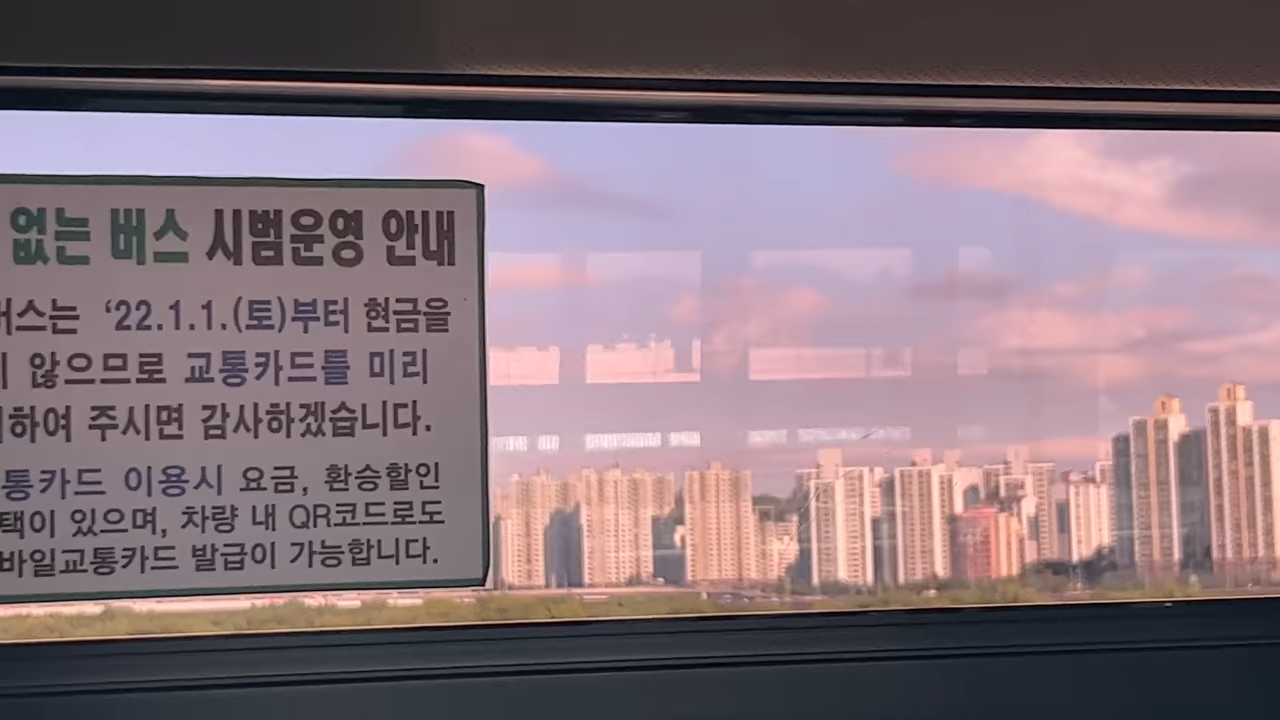 없는 버스 시범운영 안내
버스는 ‘22.1.1.(토)부터 현금을
않으므로 교통카드를 미리
하여 주시면 감사하겠습니다.
통카드 이용시 요금, 환승할인
택이 있으며, 차량 내 QR코드로도
바일교통카드 발급이 가능합니다.